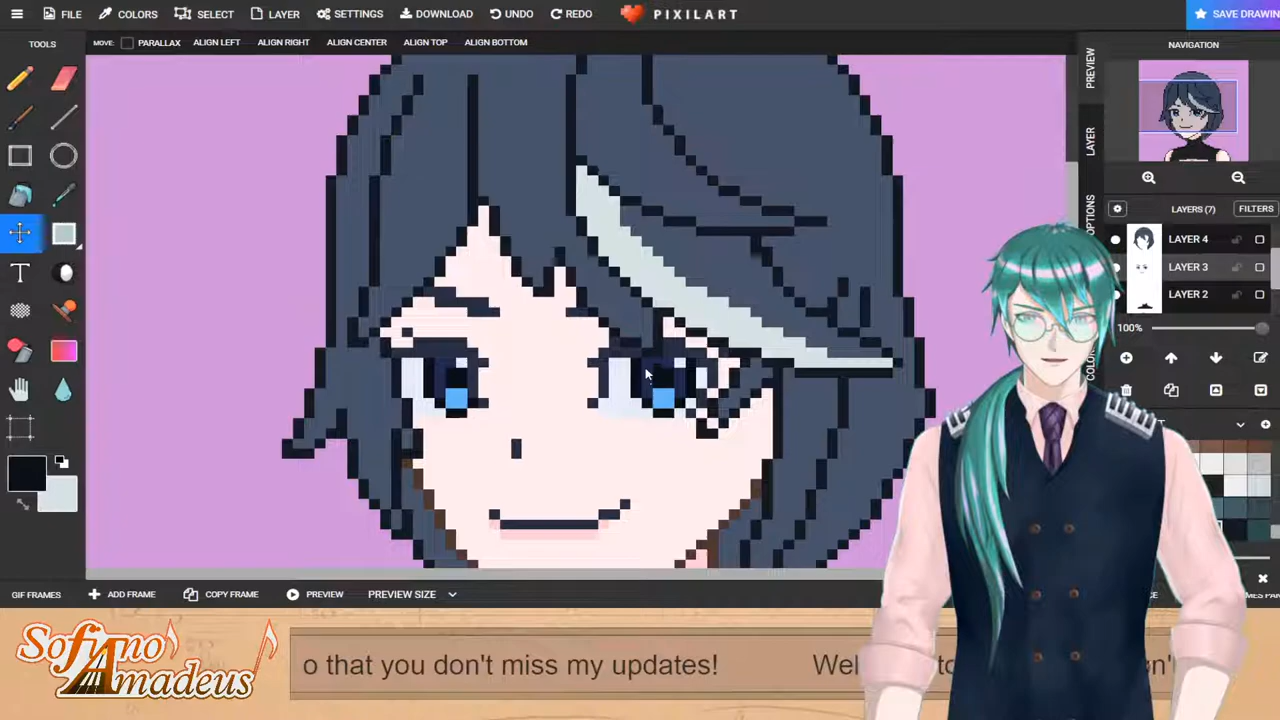 FILE COLORS SELECT LAYER SETTINGS DOWNLOAD UNDO REDO PIXILART SAVE DRAWIN
TOOLS MOVE: PARALLAX ALIGN LEFT ALIGN RIGHT ALIGN CENTER ALIGN TOP ALIGN BOTTOM
NAVIGATION
PREVIEW
LAYER
OPTIONS
LAYERS (7) FILTERS
LAYER 4
LAYER 3
LAYER 2
100%
GIF FRAMES ADD FRAME COPY FRAME PREVIEW PREVIEW SIZE
Sofiano
Amadeus
o that you don't miss my updates! Wel